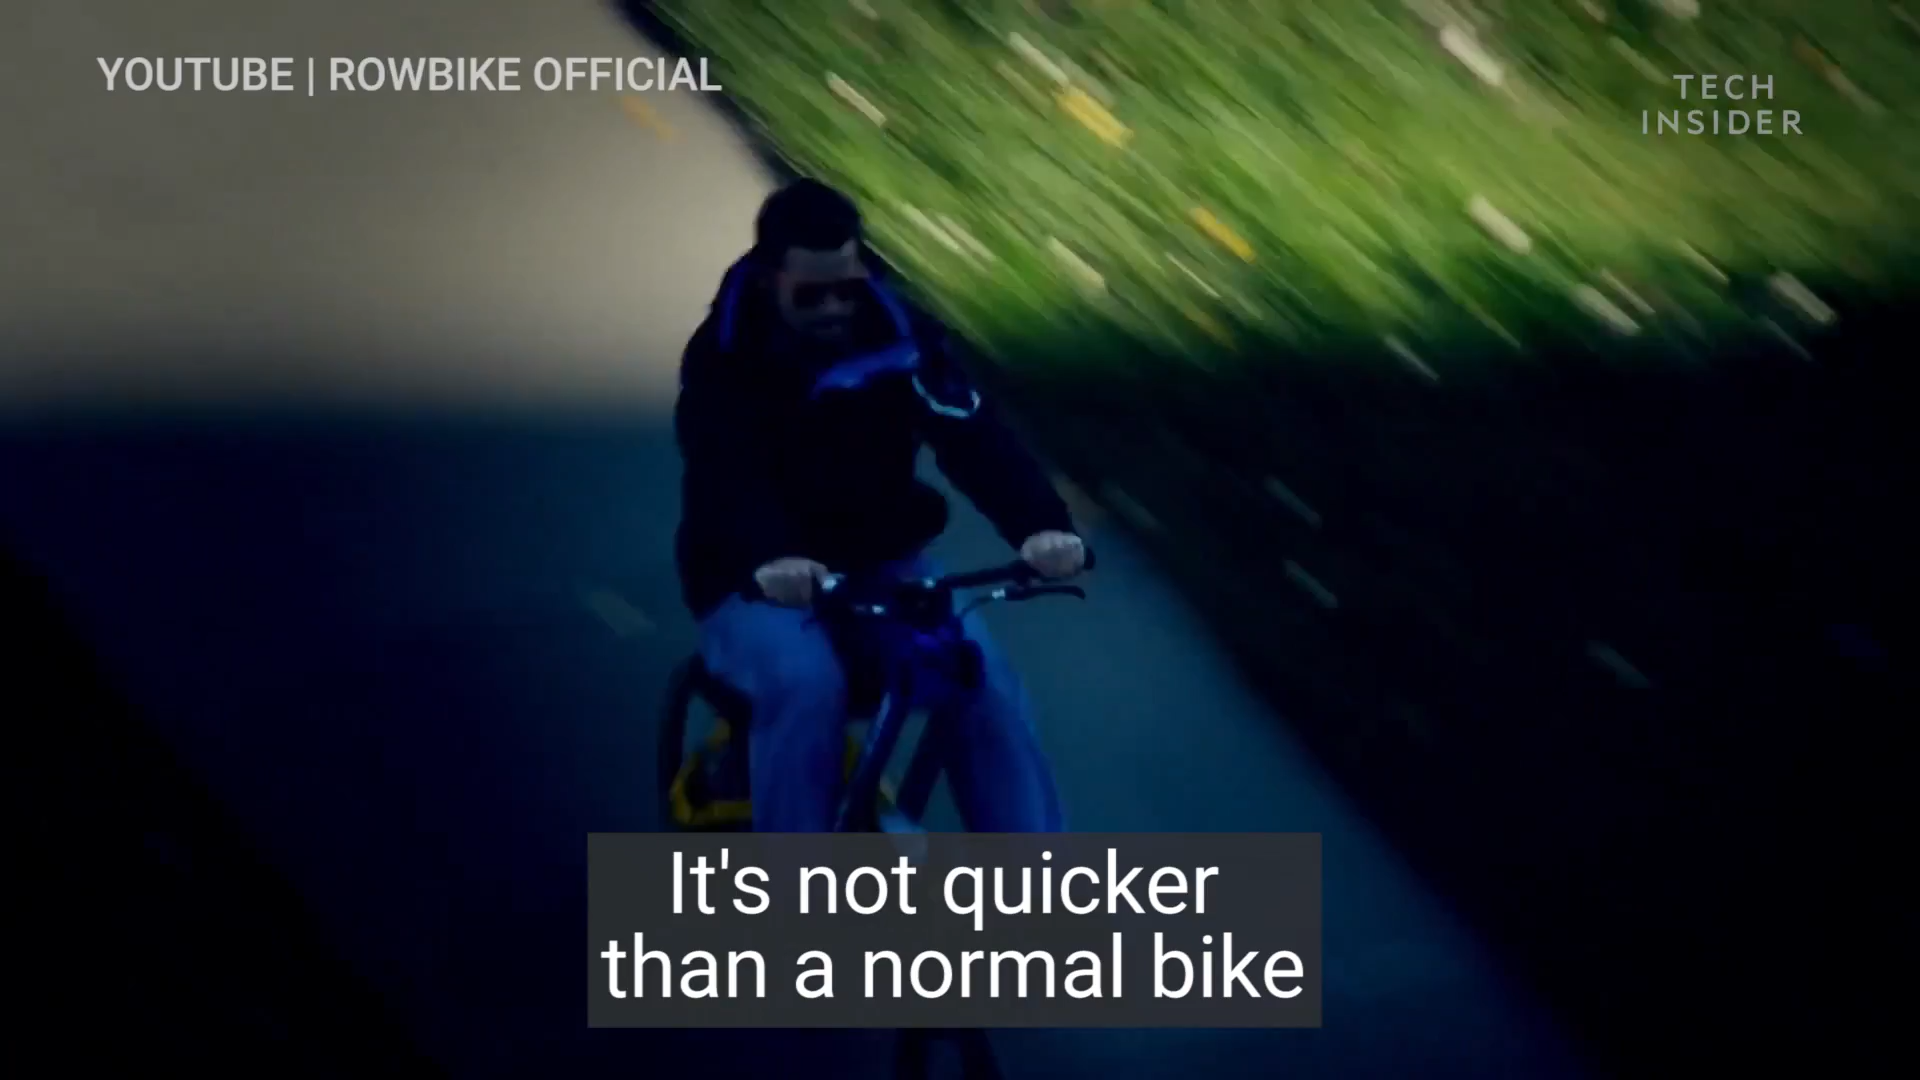 YOUTUBE | ROWBIKE OFFICIAL
TECH
INSIDER
It's not quicker
than a normal bike